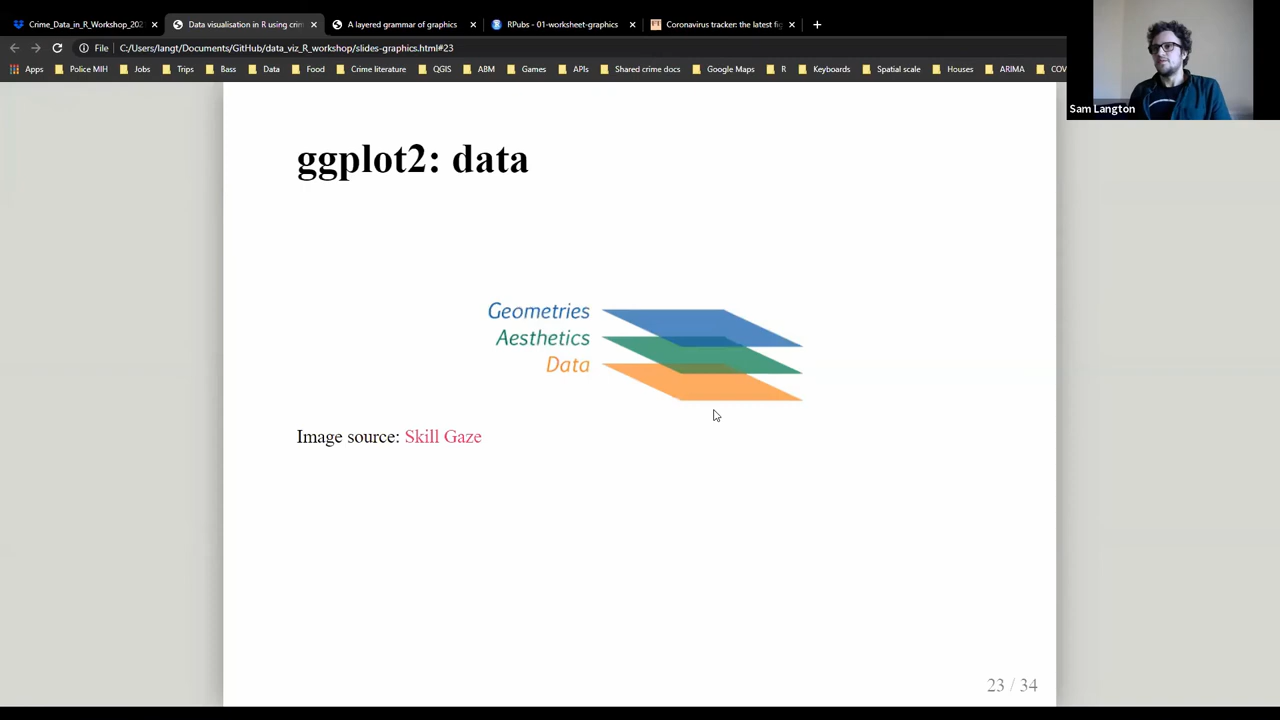 Crime_Data_in_R_Workshop_202
Data visualisation in R using crim
A layered grammar of graphics
RPubs - 01-worksheet-graphics
Coronavirus tracker: the latest fig
File
C:/Users/langt/Documents/GitHub/data_viz_R_workshop/slides-graphics.html#23
Apps
Police MIH
Jobs
Trips
Bass
Data
Food
Crime literature
QGIS
ABM
Games
APIs
Shared crime docs
Google Maps
R
Keyboards
Spatial scale
Houses
ARIMA
COV
Sam Langton
ggplot2: data
Geometries
Aesthetics
Data
Image source: Skill Gaze
23 / 34